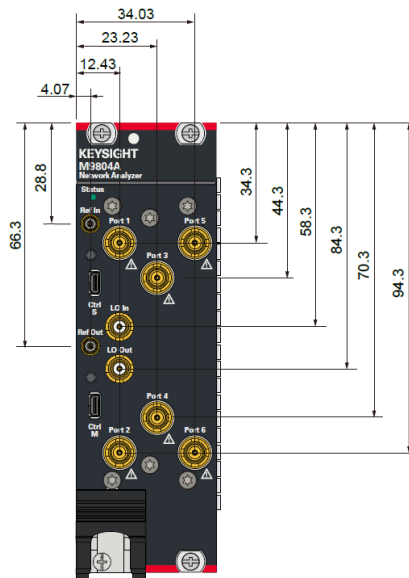 34.03
23.23
12.43
4.07
28.8
66.3
34.3
44.3
58.3
84.3
70.3
94.3
KEYSIGHT
M9804A
Network Analyzer
Status
Ref In
Port 1
Port 5
Port 3
Ctrl
S
LO In
Ref Out
LO Out
Port 4
Ctrl
M
Port 2
Port 6